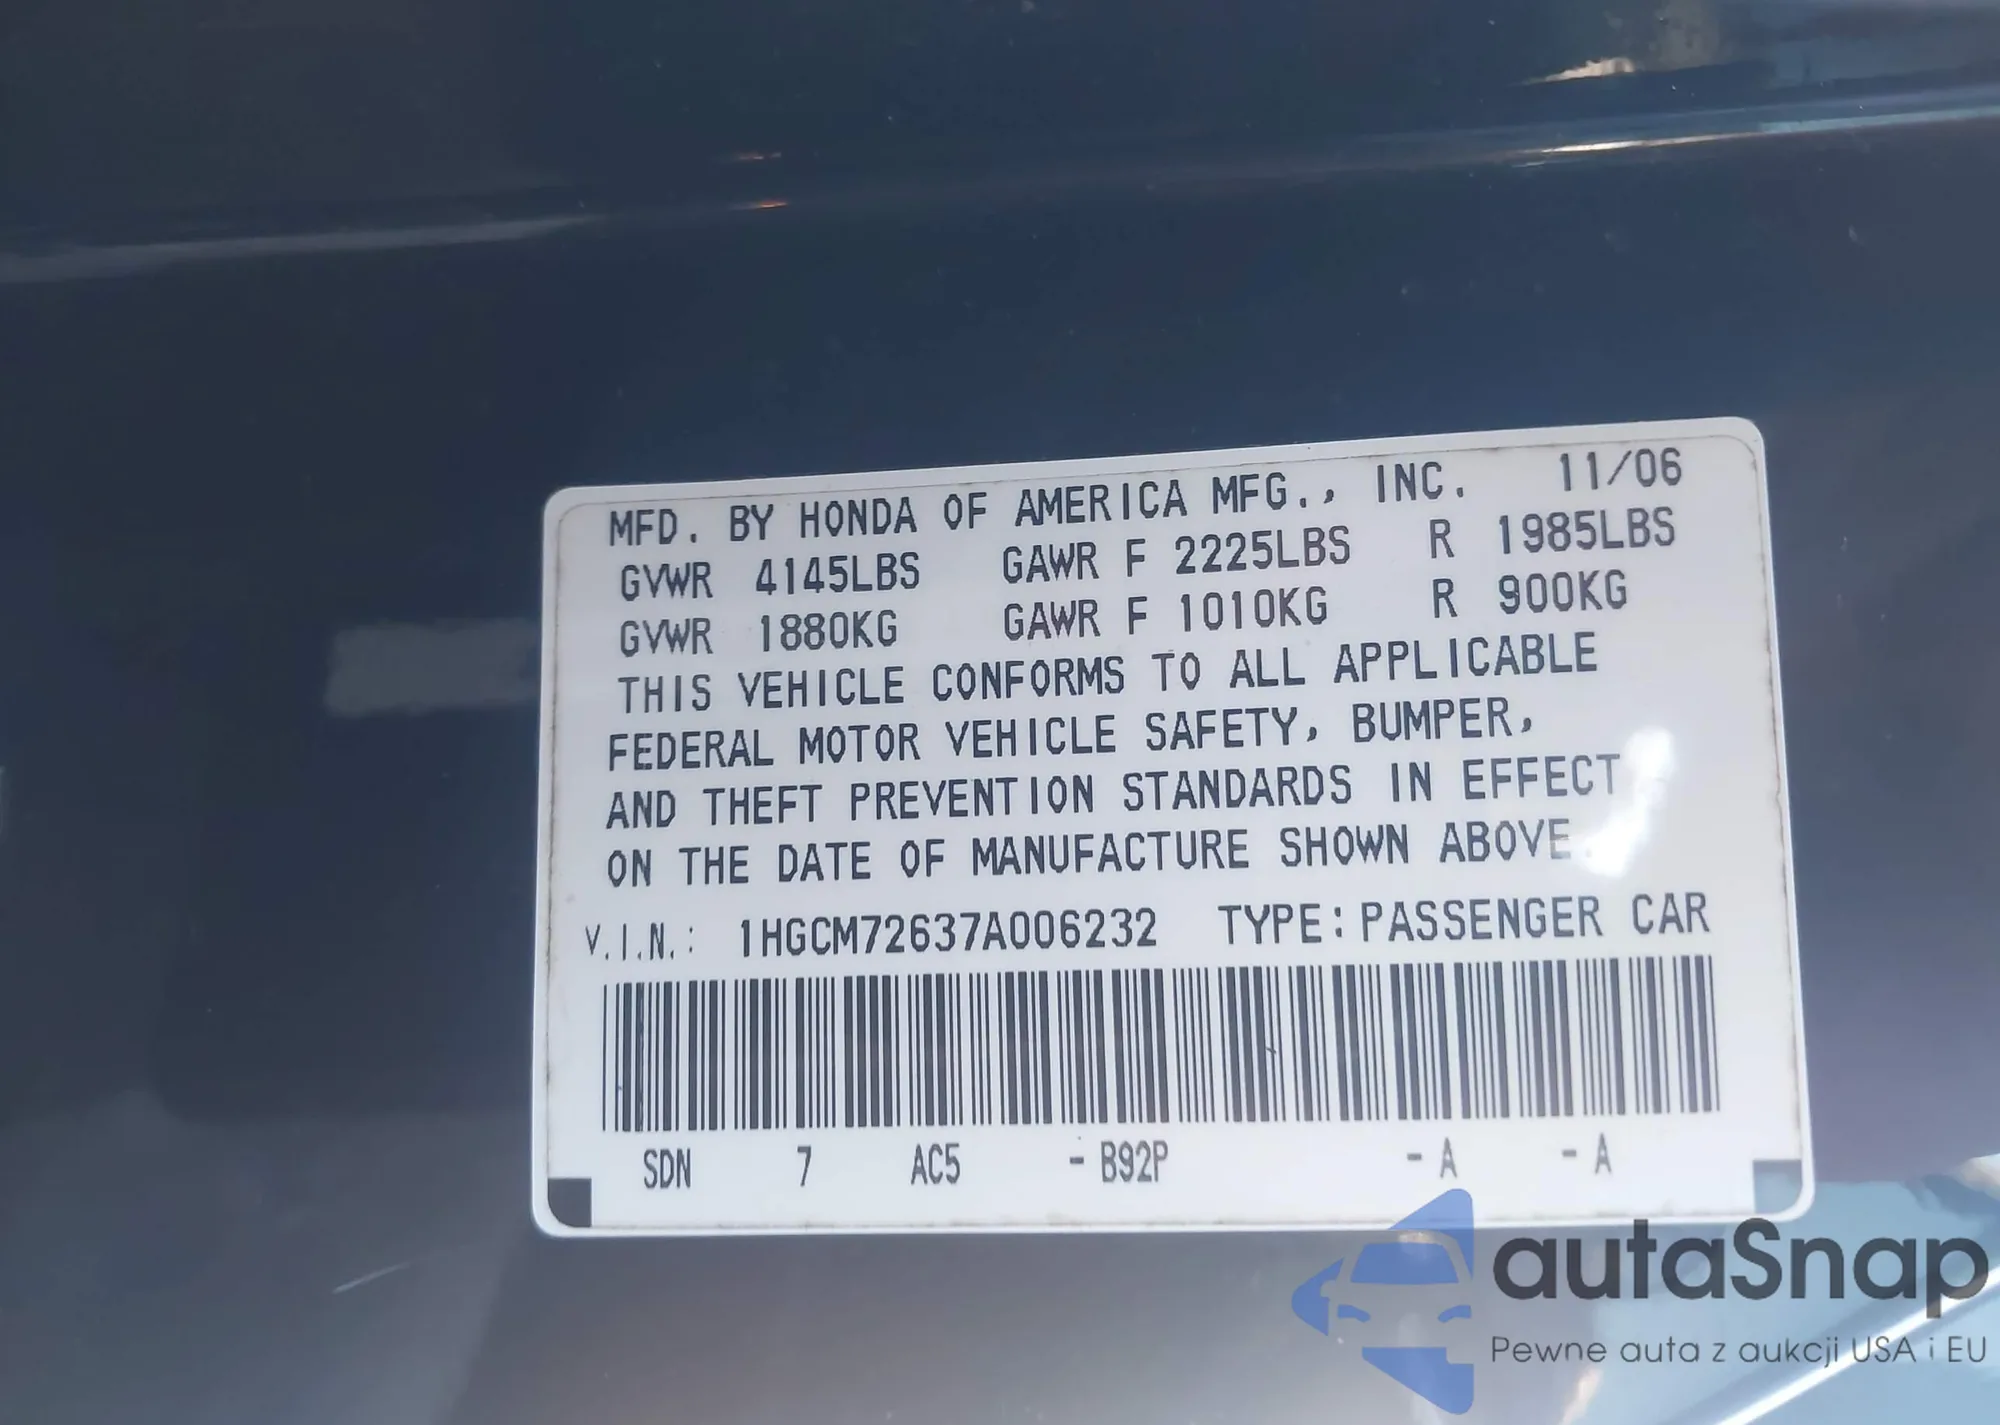 MFD. BY HONDA OF AMERICA MFG., INC. 11/06
GVWR 4145LBS GAWR F 2225LBS R 1985LBS
GVWR 1880KG GAWR F 1010KG R 900KG
THIS VEHICLE CONFORMS TO ALL APPLICABLE
FEDERAL MOTOR VEHICLE SAFETY, BUMPER,
AND THEFT PREVENTION STANDARDS IN EFFECT
ON THE DATE OF MANUFACTURE SHOWN ABOVE.
V.I.N.: 1HGCM72637A006232 TYPE: PASSENGER CAR
SDN 7 AC5 - B92P - A - A
autaSnap
Pewne auta z aukcji USA i EU